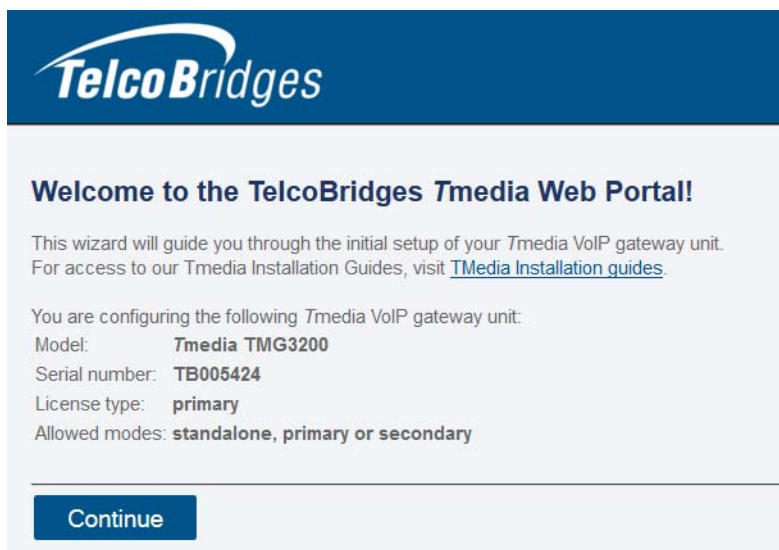 TelcoBridges
Welcome to the TelcoBridges Tmedia Web Portal!
This wizard will guide you through the initial setup of your Tmedia VoIP gateway unit.
For access to our Tmedia Installation Guides, visit TMedia Installation guides.
You are configuring the following Tmedia VoIP gateway unit:
Model: Tmedia TMG3200
Serial number: TB005424
License type: primary
Allowed modes: standalone, primary or secondary
Continue